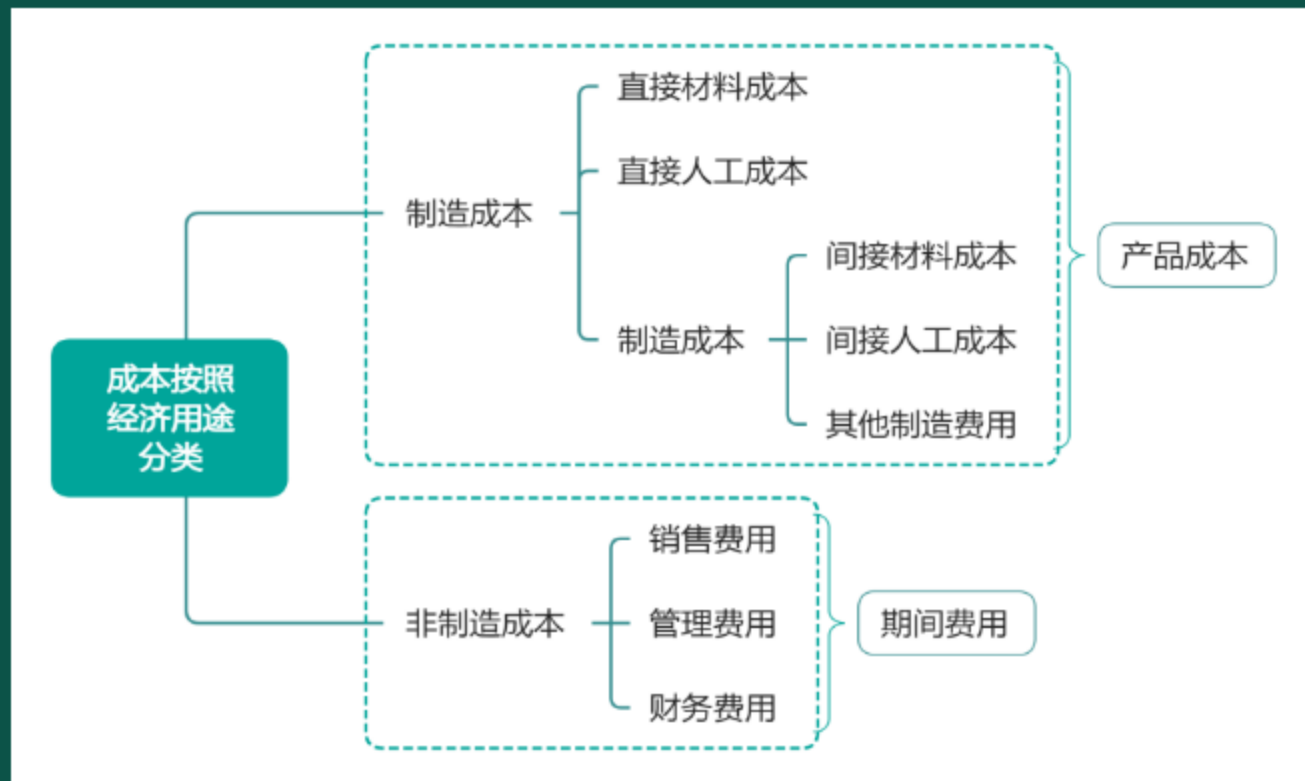 成本按照
经济用途
分类
制造成本
直接材料成本
直接人工成本
制造成本
间接材料成本
间接人工成本
其他制造费用
产品成本
非制造成本
销售费用
管理费用
财务费用
期间费用